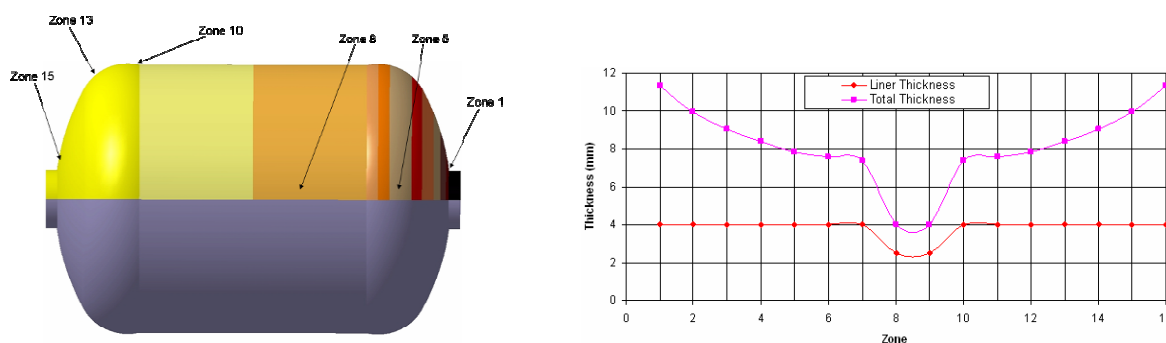 Zone 13
Zone 10
Zone 8
Zone 5
Zone 15
Zone 1
12
10
8
6
4
2
0
Thickness (mm)
Liner Thickness
Total Thickness
0 2 4 6 8 10 12 14
Zone